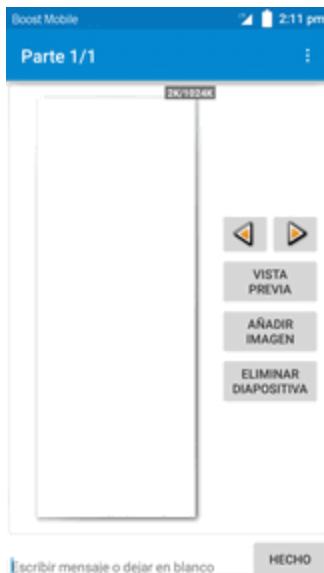 Boost Mobile 2:11 pm
Parte 1/1
2K/1024K
VISTA
PREVIA
AÑADIR
IMAGEN
ELIMINAR
DIAPOSITIVA
Escribir mensaje o dejar en blanco
HECHO